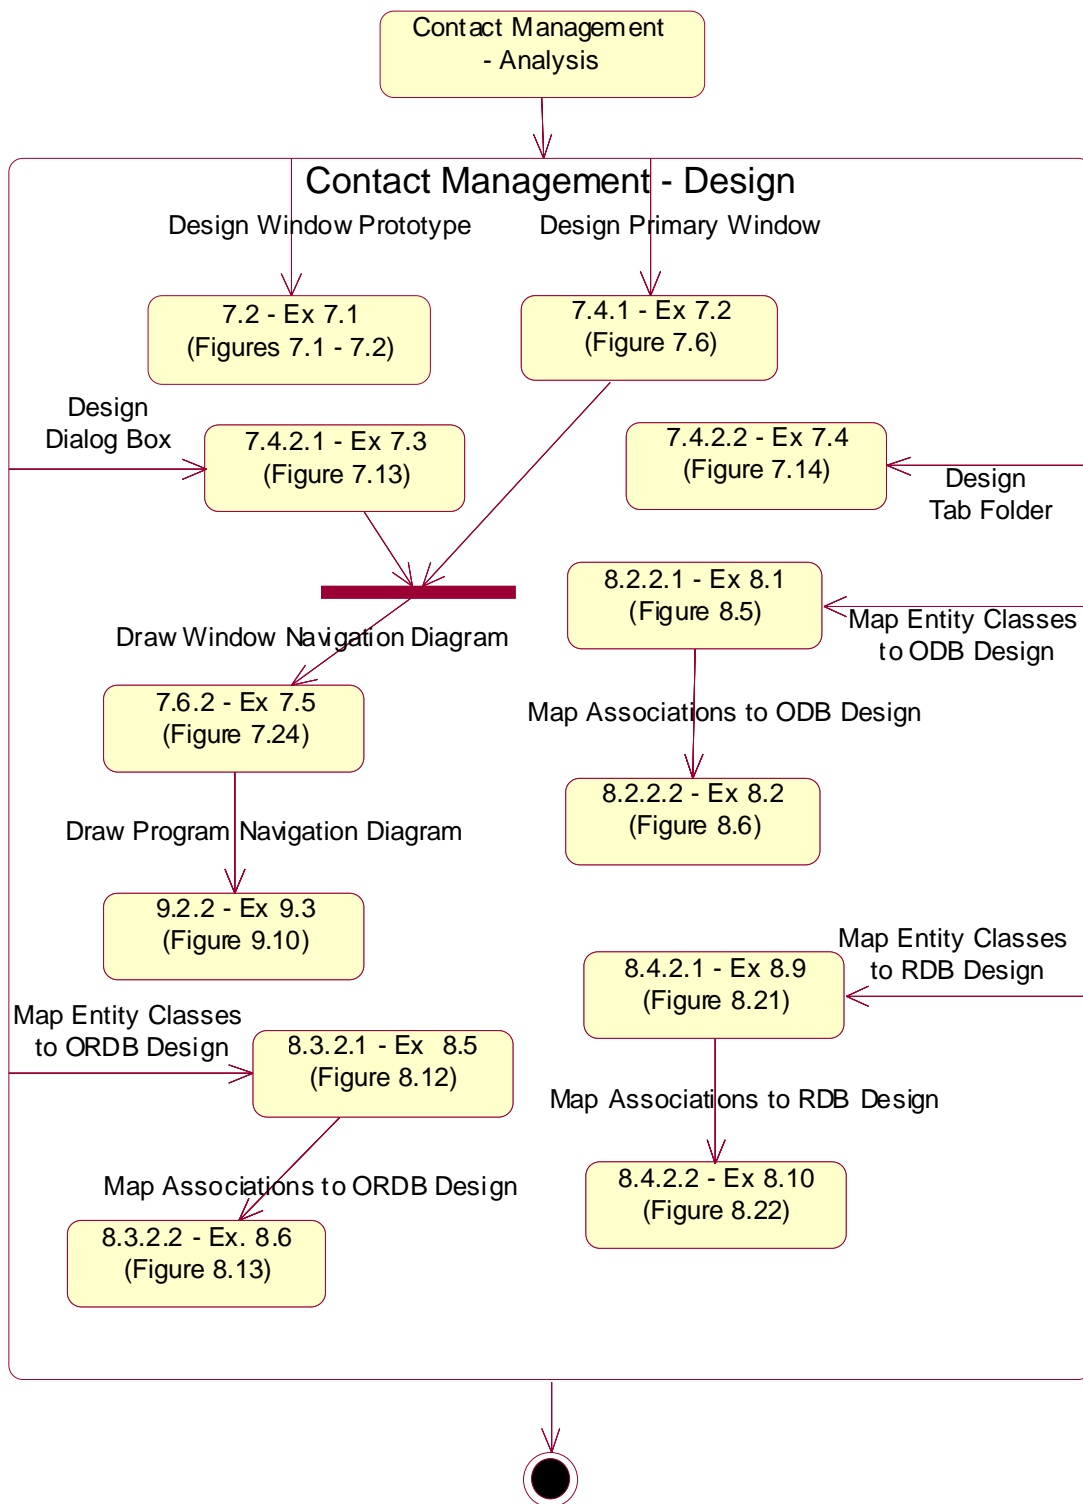 Contact Management
- Analysis
Contact Management - Design
Design Window Prototype
Design Primary Window
7.2 - Ex 7.1
(Figures 7.1 - 7.2)
7.4.1 - Ex 7.2
(Figure 7.6)
Design
Dialog Box
7.4.2.1 - Ex 7.3
(Figure 7.13)
7.4.2.2 - Ex 7.4
(Figure 7.14)
Design
Tab Folder
8.2.2.1 - Ex 8.1
(Figure 8.5)
Map Entity Classes
to ODB Design
Draw Window Navigation Diagram
7.6.2 - Ex 7.5
(Figure 7.24)
Map Associations to ODB Design
8.2.2.2 - Ex 8.2
(Figure 8.6)
Draw Program Navigation Diagram
9.2.2 - Ex 9.3
(Figure 9.10)
Map Entity Classes
to RDB Design
8.4.2.1 - Ex 8.9
(Figure 8.21)
Map Entity Classes
to ORDB Design
8.3.2.1 - Ex 8.5
(Figure 8.12)
Map Associations to RDB Design
Map Associations to ORDB Design
8.4.2.2 - Ex 8.10
(Figure 8.22)
8.3.2.2 - Ex. 8.6
(Figure 8.13)